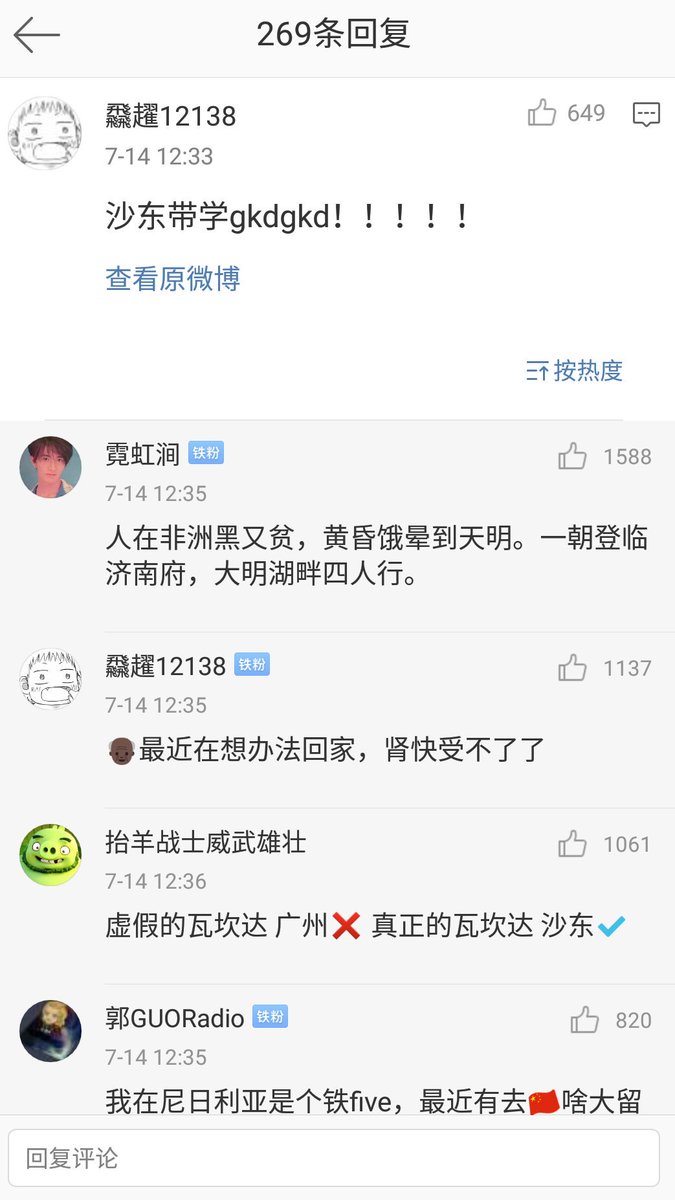 269条回复
飝趯12138
649
7-14 12:33
沙东带学gkdgkd！！！！！
查看原微博
按热度
霓虹涧 铁粉
1588
7-14 12:35
人在非洲黑又贫，黄昏饿晕到天明。一朝登临
济南府，大明湖畔四人行。
飝趯12138 铁粉
1137
7-14 12:35
👴🏿最近在想办法回家，肾快受不了了
抬羊战士威武雄壮
1061
7-14 12:36
虚假的瓦坎达 广州❌ 真正的瓦坎达 沙东✔
郭GUORadio 铁粉
820
7-14 12:35
我在尼日利亚是个铁five，最近有去🇨🇳啥大留
回复评论